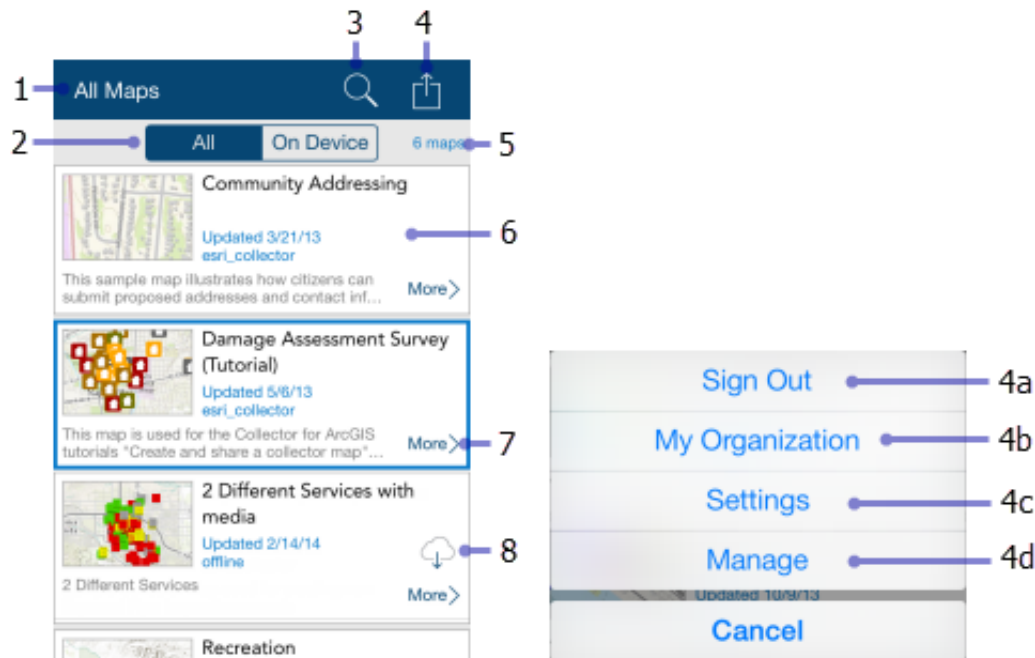 3 4
1 All Maps
2 All On Device 6 maps 5
Community Addressing
Updated 3/21/13 6
esri_collector
This sample map illustrates how citizens can
submit proposed addresses and contact inf... More
Damage Assessment Survey
(Tutorial)
Updated 5/6/13
esri_collector
This map is used for the Collector for ArcGIS
tutorials "Create and share a collector map"... More 7
2 Different Services with
media
Updated 2/14/14
offline 8
2 Different Services
More
Recreation
Sign Out 4a
My Organization 4b
Settings 4c
Manage 4d
Updated 10/9/13
Cancel